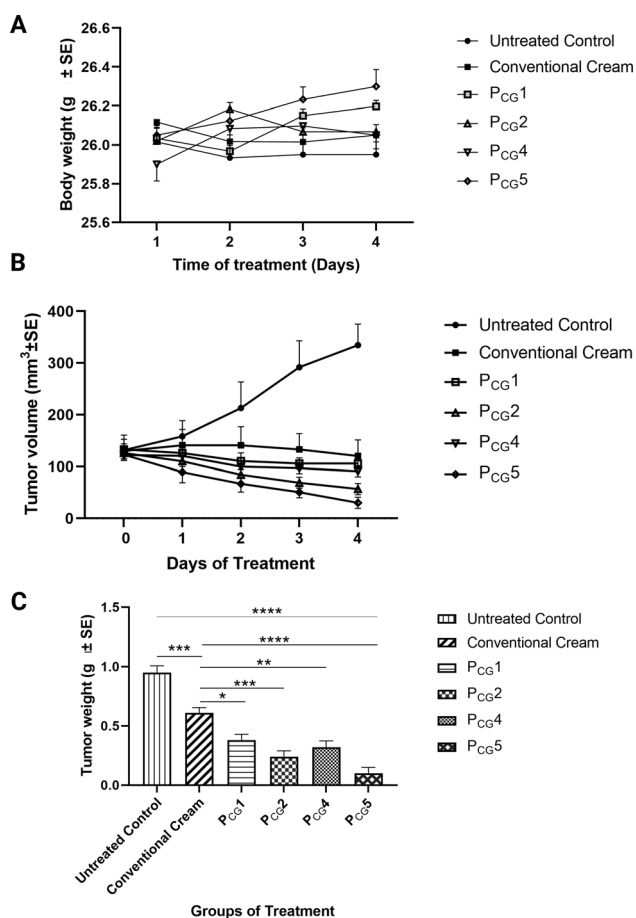 A
26.6
26.4
26.2
26.0
25.8
25.6
Body weight (g ± SE)
1 2 3 4
Time of treatment (Days)
Untreated Control
Conventional Cream
PCG1
PCG2
PCG4
PCG5
B
400
300
200
100
0
Tumor volume (mm³±SE)
0 1 2 3 4
Days of Treatment
Untreated Control
Conventional Cream
PCG1
PCG2
PCG4
PCG5
C
1.5
1.0
0.5
0.0
Tumor weight (g ± SE)
****
*** ****
**
***
*
Untreated Control Conventional Cream PCG1 PCG2 PCG4 PCG5
Groups of Treatment
Untreated Control
Conventional Cream
PCG1
PCG2
PCG4
PCG5